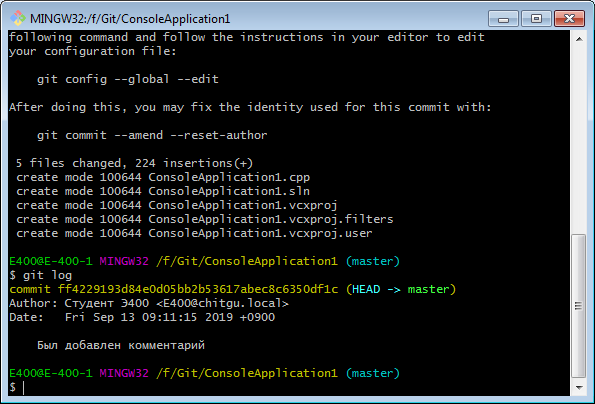 MINGW32:/f/Git/ConsoleApplication1
following command and follow the instructions in your editor to edit
your configuration file:
git config --global --edit
After doing this, you may fix the identity used for this commit with:
git commit --amend --reset-author
5 files changed, 224 insertions(+)
create mode 100644 ConsoleApplication1.cpp
create mode 100644 ConsoleApplication1.sln
create mode 100644 ConsoleApplication1.vcxproj
create mode 100644 ConsoleApplication1.vcxproj.filters
create mode 100644 ConsoleApplication1.vcxproj.user
E400@E-400-1 MINGW32 /f/Git/ConsoleApplication1 (master)
$ git log
commit ff4229193d84e0d05bb2b53617abec8c6350df1c (HEAD -> master)
Author: Студент Э400 <E400@chitgu.local>
Date:   Fri Sep 13 09:11:15 2019 +0900
Был добавлен комментарий
E400@E-400-1 MINGW32 /f/Git/ConsoleApplication1 (master)
$